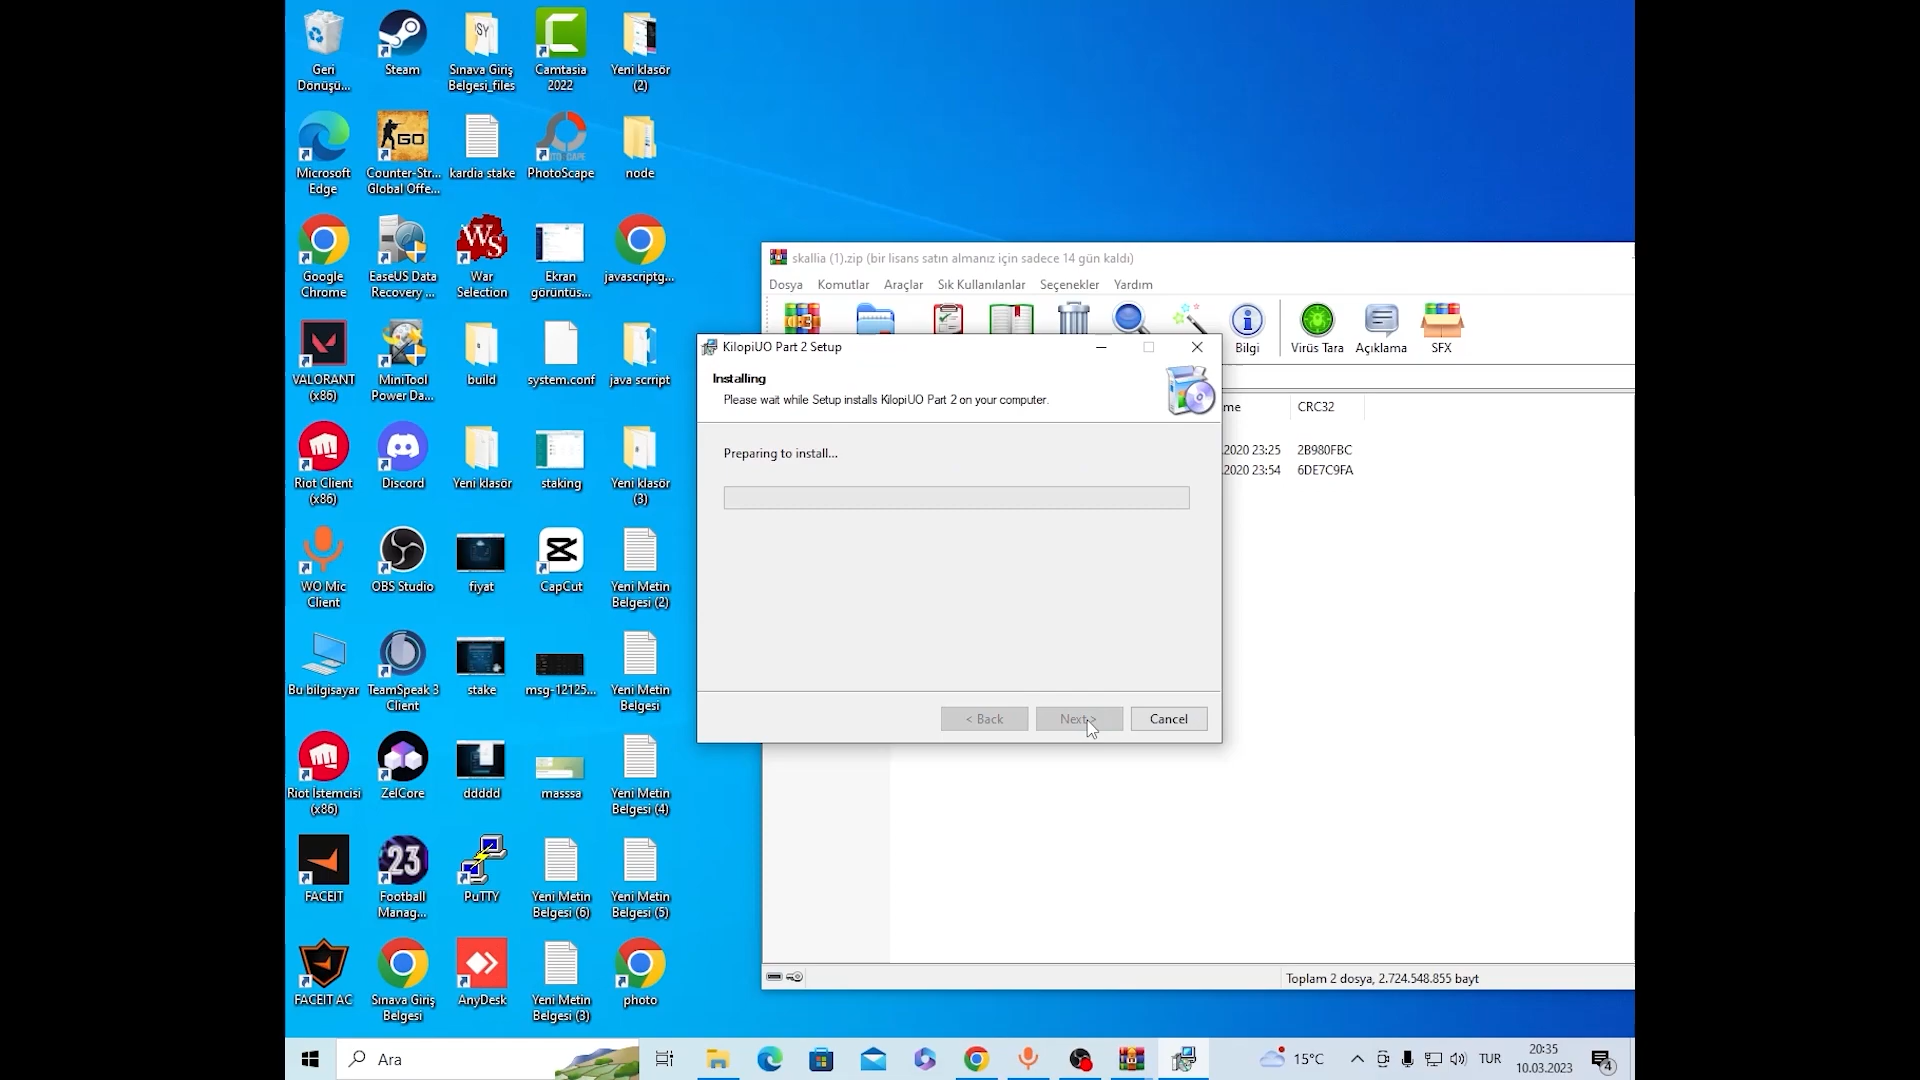 Geri
Dönüşü...
Steam
Sınava Giriş
Belgesi_files
Camtasia
2022
Yeni klasör
(2)
Microsoft
Edge
Counter-Str...
Global Offe...
kardia stake
PhotoScape
node
Google
Chrome
EaseUS Data
Recovery ...
War
Selection
Ekran
görüntüs...
javascriptg...
VALORANT
(x86)
MiniTool
Power Da...
build
system.conf
java scrript
Riot Client
(x86)
Discord
Yeni klasör
staking
Yeni klasör
(3)
WO Mic
Client
OBS Studio
fiyat
CapCut
Yeni Metin
Belgesi (2)
Bu bilgisayar
TeamSpeak 3
Client
stake
msg-12125...
Yeni Metin
Belgesi
Riot İstemcisi
(x86)
ZelCore
ddddd
masssa
Yeni Metin
Belgesi (4)
FACEIT
Football
Manag...
PuTTY
Yeni Metin
Belgesi (6)
Yeni Metin
Belgesi (5)
FACEIT AC
Sınava Giriş
Belgesi
AnyDesk
Yeni Metin
Belgesi (3)
photo
skallia (1).zip (bir lisans satın almanız için sadece 14 gün kaldı)
Dosya Komutlar Araçlar Sık Kullanılanlar Seçenekler Yardım
Bilgi Virüs Tara Açıklama SFX
me CRC32
.2020 23:25 2B980FBC
.2020 23:54 6DE7C9FA
KilopiUO Part 2 Setup
Installing
Please wait while Setup installs KilopiUO Part 2 on your computer.
Preparing to install...
< Back Next > Cancel
Toplam 2 dosya, 2.724.548.855 bayt
Ara
15°C
TUR
20:35
10.03.2023
4